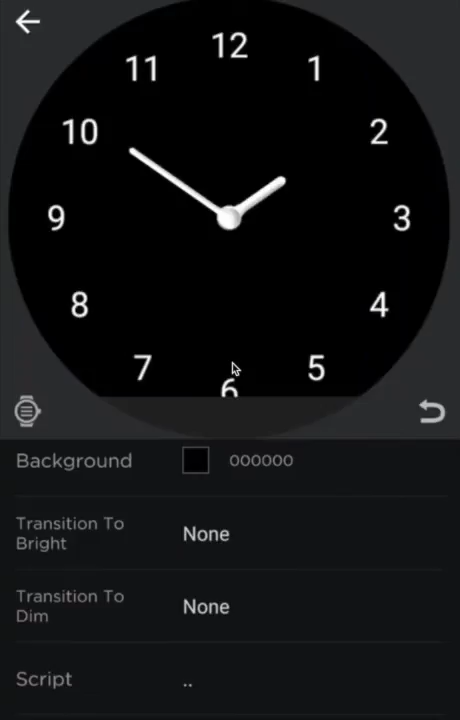 12
11
1
10
2
9
3
8
4
7
5
6
Background
000000
Transition To
Bright
None
Transition To
Dim
None
Script
..